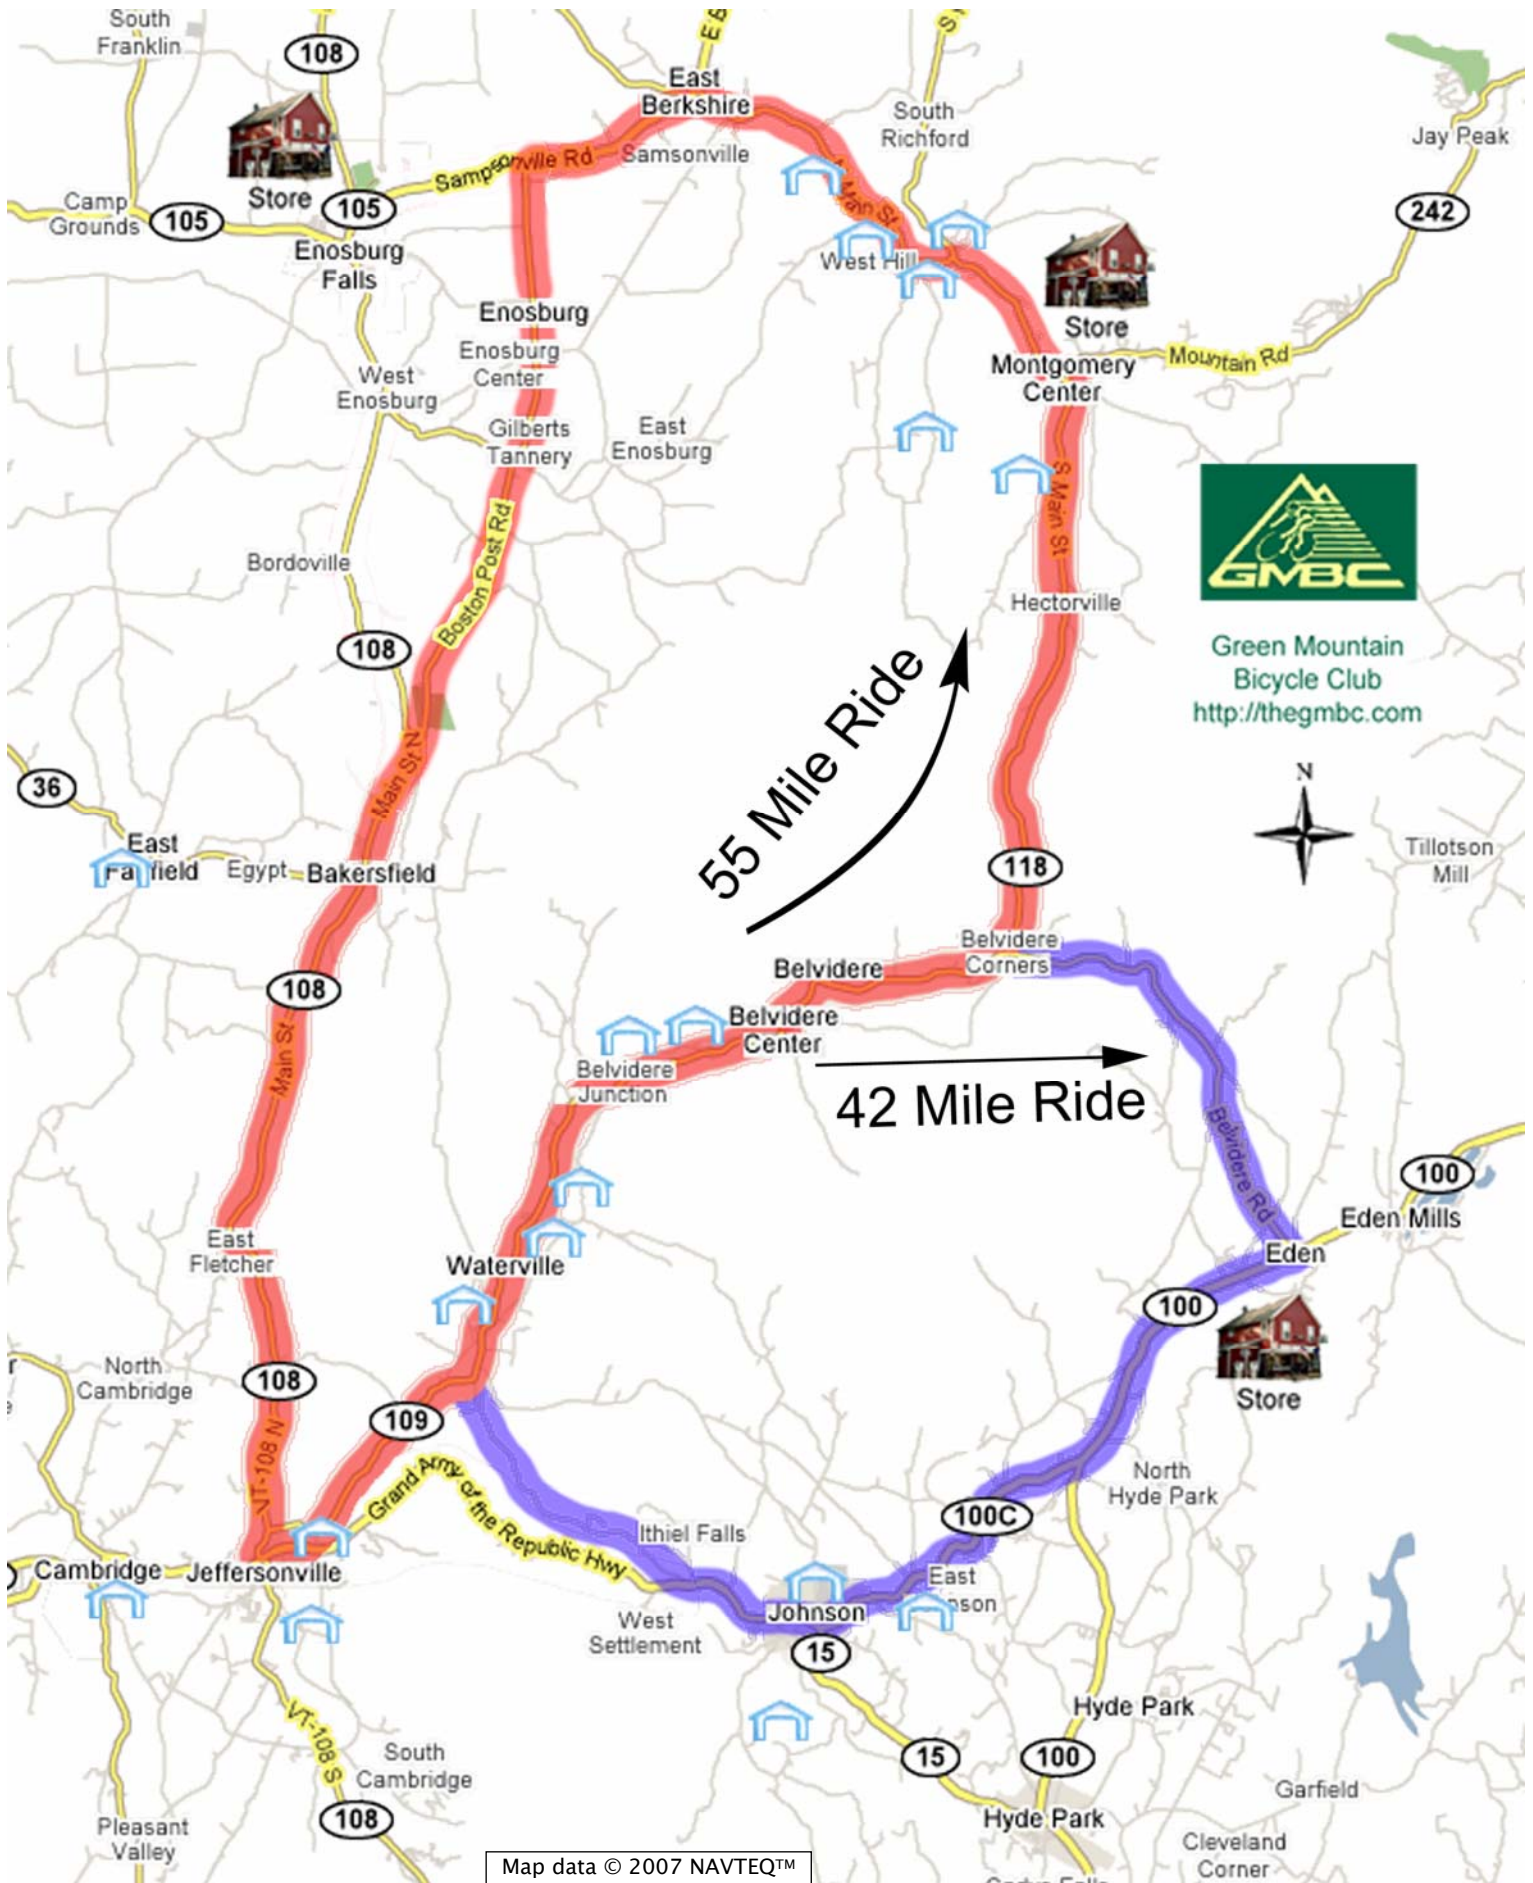 South
Franklin
108
E B
S
East
Berkshire
South
Richford
Jay Peak
Samsonville
Sampsonville Rd
Store
Camp
Grounds
105
105
Main St
242
Enosburg
Falls
West Hill
Enosburg
Store
Enosburg
Center
Mountain Rd
Montgomery
Center
West
Enosburg
Gilberts
Tannery
East
Enosburg
S Main St
GMBC
Boston Post Rd
Bordoville
Hectorville
108
Green Mountain
Bicycle Club
http://thegmbc.com
55 Mile Ride
Main St N
N
36
East
Fa field
Egypt
Bakersfield
118
Tillotson
Mill
Belvidere
Corners
Belvidere
108
Belvidere
Center
Main St
Belvidere
Junction
42 Mile Ride
Belvidere Rd
100
Eden Mills
East
Fletcher
Waterville
Eden
100
Store
North
Cambridge
108
109
VT-108 N
Grand Army of the Republic Hwy
North
Hyde Park
100C
Ithiel Falls
Cambridge
Jeffersonville
East
nson
Johnson
West
Settlement
15
Hyde Park
VT-108 S
South
Cambridge
15
100
Garfield
108
Pleasant
Valley
Hyde Park
Cleveland
Corner
Map data © 2007 NAVTEQ™